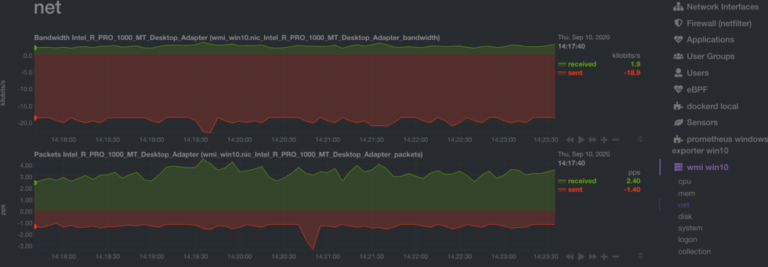 net
Bandwidth Intel_R_PRO_1000_MT_Desktop_Adapter (wmi_win10.nic_Intel_R_PRO_1000_MT_Desktop_Adapter_bandwidth)
Thu, Sep 10, 2020
14:17:40
kilobits/s
received 1.9
sent -18.9
kilobits/s
0.0
-5.0
-10.0
-15.0
-20.0
14:18:00 14:18:30 14:19:00 14:19:30 14:20:00 14:20:30 14:21:00 14:21:30 14:22:00 14:22:30 14:23:00 14:23:30
Packets Intel_R_PRO_1000_MT_Desktop_Adapter (wmi_win10.nic_Intel_R_PRO_1000_MT_Desktop_Adapter_packets)
Thu, Sep 10, 2020
14:17:40
pps
received 2.40
sent -1.40
pps
4.00
3.00
2.00
1.00
0.00
-1.00
-2.00
-3.00
14:18:00 14:18:30 14:19:00 14:19:30 14:20:00 14:20:30 14:21:00 14:21:30 14:22:00 14:22:30 14:23:00 14:23:30
Network Interfaces
Firewall (netfilter)
Applications
User Groups
Users
eBPF
dockerd local
Sensors
prometheus windows
exporter win10
wmi win10
cpu
mem
net
disk
system
logon
collection